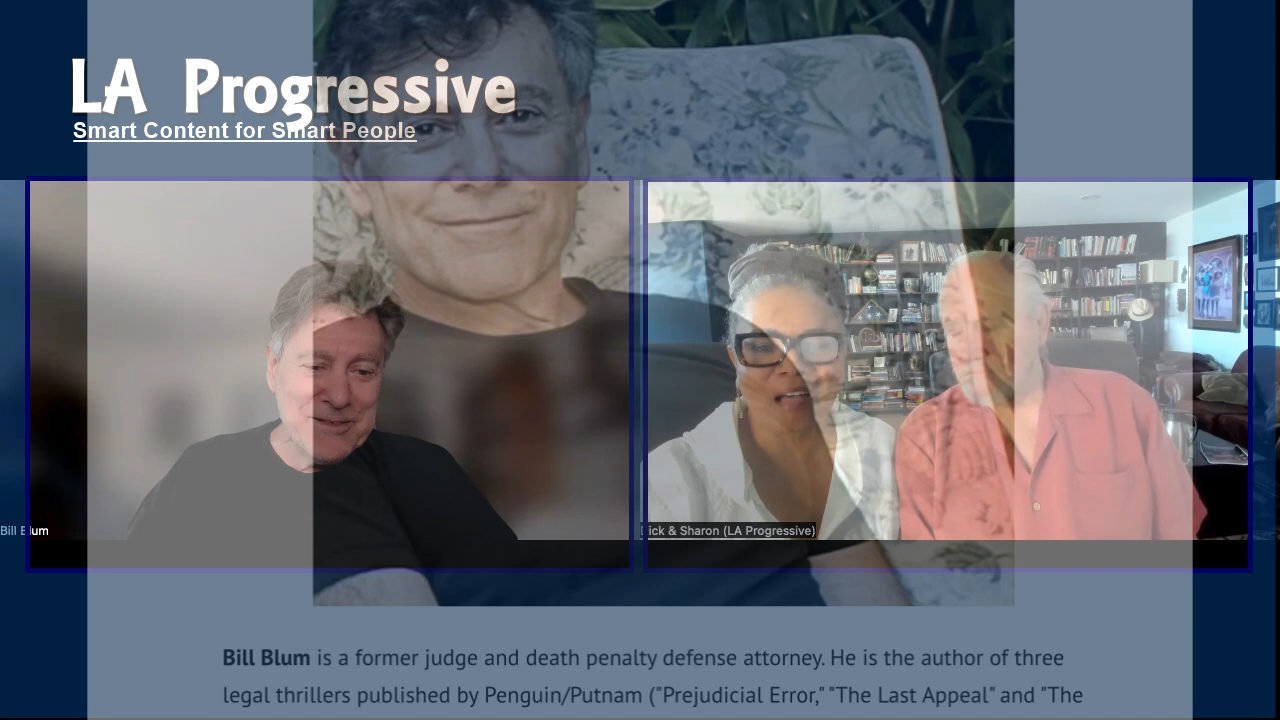 LA Progressive
Smart Content for Smart People
Bill Blum
ick & Sharon (LA Progressive)
Bill Blum is a former judge and death penalty defense attorney. He is the author of three
legal thrillers published by Penguin/Putnam ("Prejudicial Error," "The Last Appeal" and "The